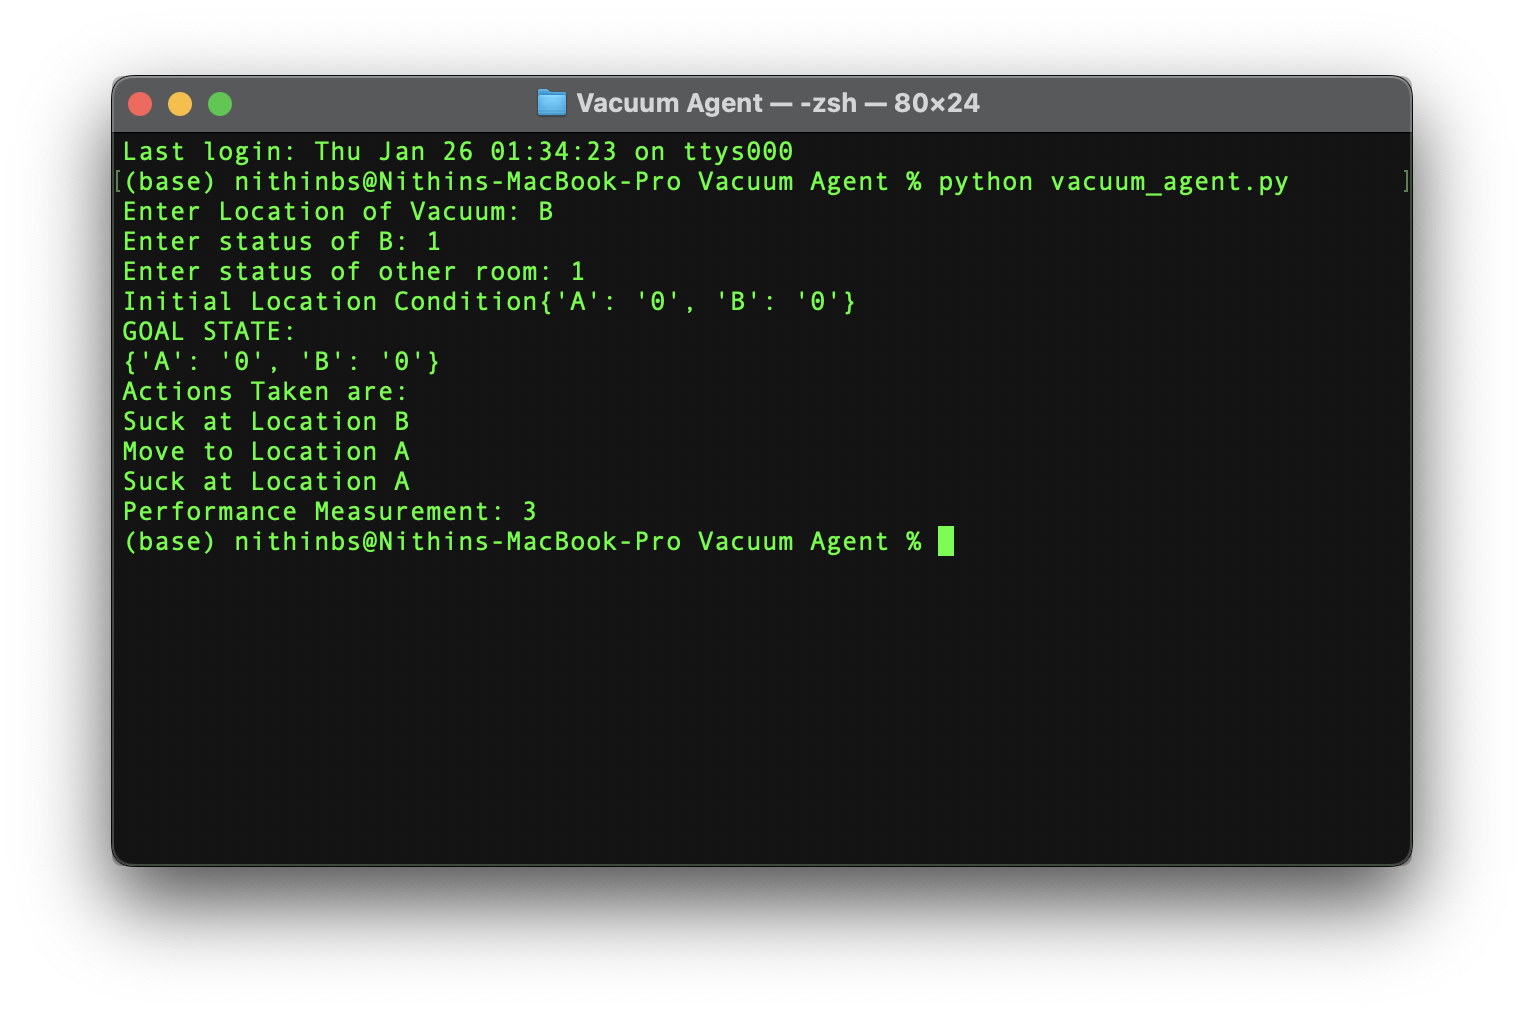 Vacuum Agent — -zsh — 80×24
Last login: Thu Jan 26 01:34:23 on ttys000
[(base) nithinbs@Nithins-MacBook-Pro Vacuum Agent % python vacuum_agent.py ]
Enter Location of Vacuum: B
Enter status of B: 1
Enter status of other room: 1
Initial Location Condition{'A': '0', 'B': '0'}
GOAL STATE:
{'A': '0', 'B': '0'}
Actions Taken are:
Suck at Location B
Move to Location A
Suck at Location A
Performance Measurement: 3
(base) nithinbs@Nithins-MacBook-Pro Vacuum Agent %